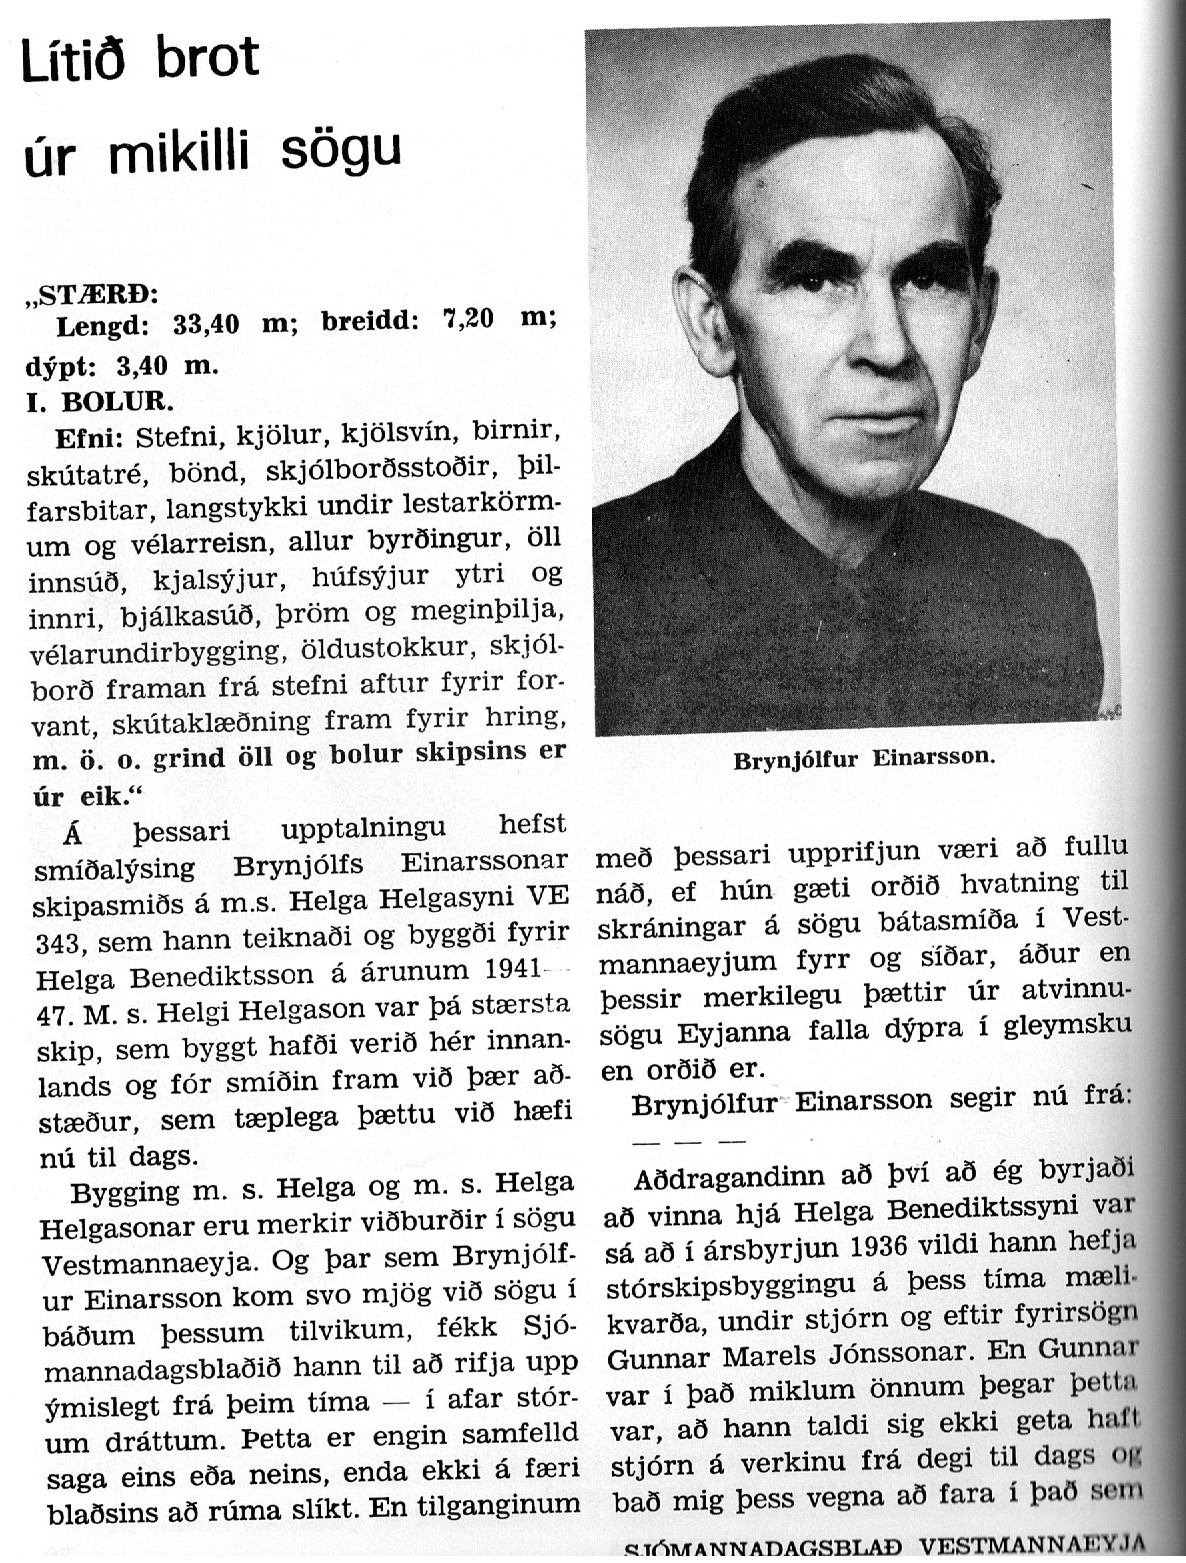 Lítið brot
úr mikilli sögu
„STÆRÐ:
Lengd: 33,40 m; breidd: 7,20 m;
dýpt: 3,40 m.
I. BOLUR.
Efni: Stefni, kjölur, kjölsvín, birnir,
skútatré, bönd, skjólborðsstoðir, þil-
farsbitar, langstykki undir lestarkörm-
um og vélarreisn, allur byrðingur, öll
innsúð, kjalsýjur, húfsýjur ytri og
innri, bjálkasúð, þröm og meginþilja,
vélarundirbygging, öldustokkur, skjól-
borð framan frá stefni aftur fyrir for-
vant, skútaklæðning fram fyrir hring,
m. ö. o. grind öll og bolur skipsins er
úr eik.“
Á þessari upptalningu hefst
smíðalýsing Brynjólfs Einarssonar
skipasmiðs á m.s. Helga Helgasyni VE
343, sem hann teiknaði og byggði fyrir
Helga Benediktsson á árunum 1941—
47. M. s. Helgi Helgason var þá stærsta
skip, sem byggt hafði verið hér innan-
lands og fór smíðin fram við þær að-
stæður, sem tæplega þættu við hæfi
nú til dags.
Bygging m. s. Helga og m. s. Helga
Helgasonar eru merkir viðburðir í sögu
Vestmannaeyja. Og þar sem Brynjólf-
ur Einarsson kom svo mjög við sögu í
báðum þessum tilvikum, fékk Sjó-
mannadagsblaðið hann til að rifja upp
ýmislegt frá þeim tíma — í afar stór-
um dráttum. Þetta er engin samfelld
saga eins eða neins, enda ekki á færi
blaðsins að rúma slíkt. En tilganginum
Brynjólfur Einarsson.
með þessari upprifjun væri að fullu
náð, ef hún gæti orðið hvatning til
skráningar á sögu bátasmíða í Vest-
mannaeyjum fyrr og síðar, áður en
þessir merkilegu þættir úr atvinnu-
sögu Eyjanna falla dýpra í gleymsku
en orðið er.
Brynjólfur Einarsson segir nú frá:
— — —
Aðdragandinn að því að ég byrjaði
að vinna hjá Helga Benediktssyni var
sá að í ársbyrjun 1936 vildi hann hefja
stórskipsbyggingu á þess tíma mæli-
kvarða, undir stjórn og eftir fyrirsögn
Gunnar Marels Jónssonar. En Gunnar
var í það miklum önnum þegar þetta
var, að hann taldi sig ekki geta haft
stjórn á verkinu frá degi til dags og
bað mig þess vegna að fara í það sem
SJÓMANNADAGSBLAÐ VESTMANNAEYJA